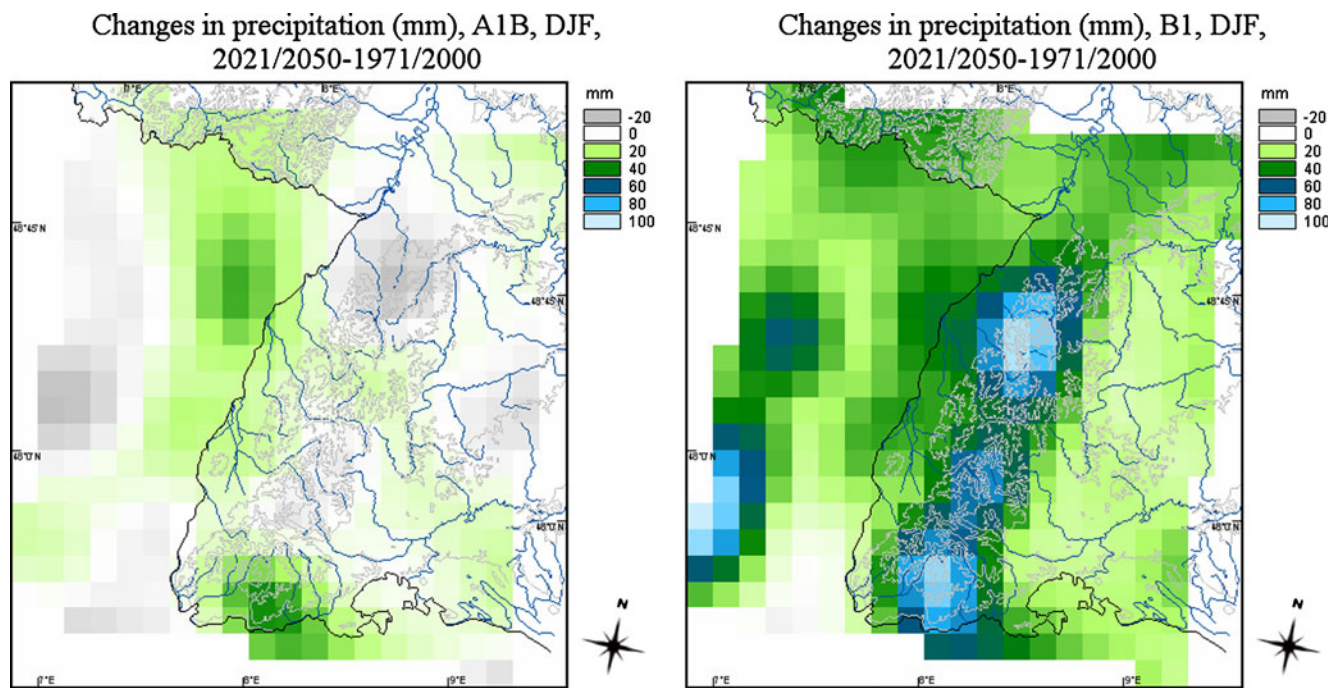 Changes in precipitation (mm), A1B, DJF,
2021/2050-1971/2000
mm
-20
0
20
40
60
80
100
48°45'N
48°45'N
48°0'N
48°0'N
N
7°E
8°E
9°E
Changes in precipitation (mm), B1, DJF,
2021/2050-1971/2000
8°E
mm
-20
0
20
40
60
80
100
48°45'N
48°45'N
48°0'N
48°0'N
N
7°E
8°E
9°E